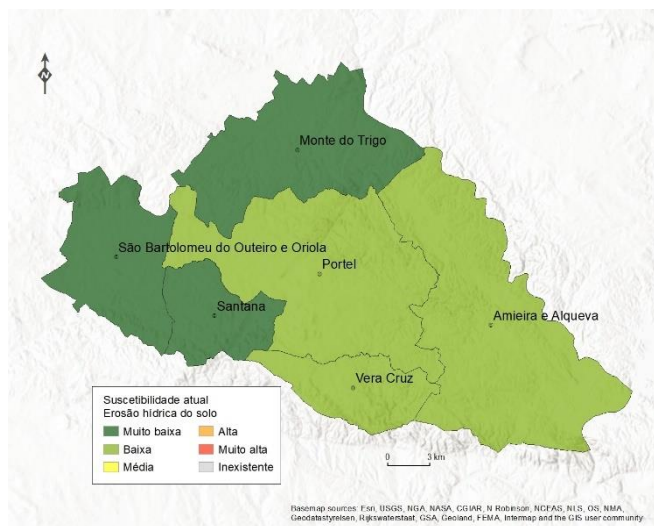 N
Monte do Trigo
São Bartolomeu do Outeiro e Oriola
Portel
Santana
Amieira e Alqueva
Vera Cruz
Suscetibilidade atual
Erosão hídrica do solo
Muito baixa
Alta
Baixa
Muito alta
Média
Inexistente
0 3 km
Basemap sources: Esri, USGS, NGA, NASA, CGIAR, N Robinson, NCEAS, NLS, OS, NMA,
Geodatastyrelsen, Rijkswaterstaat, GSA, Geoland, FEMA, Intermap and the GIS user community